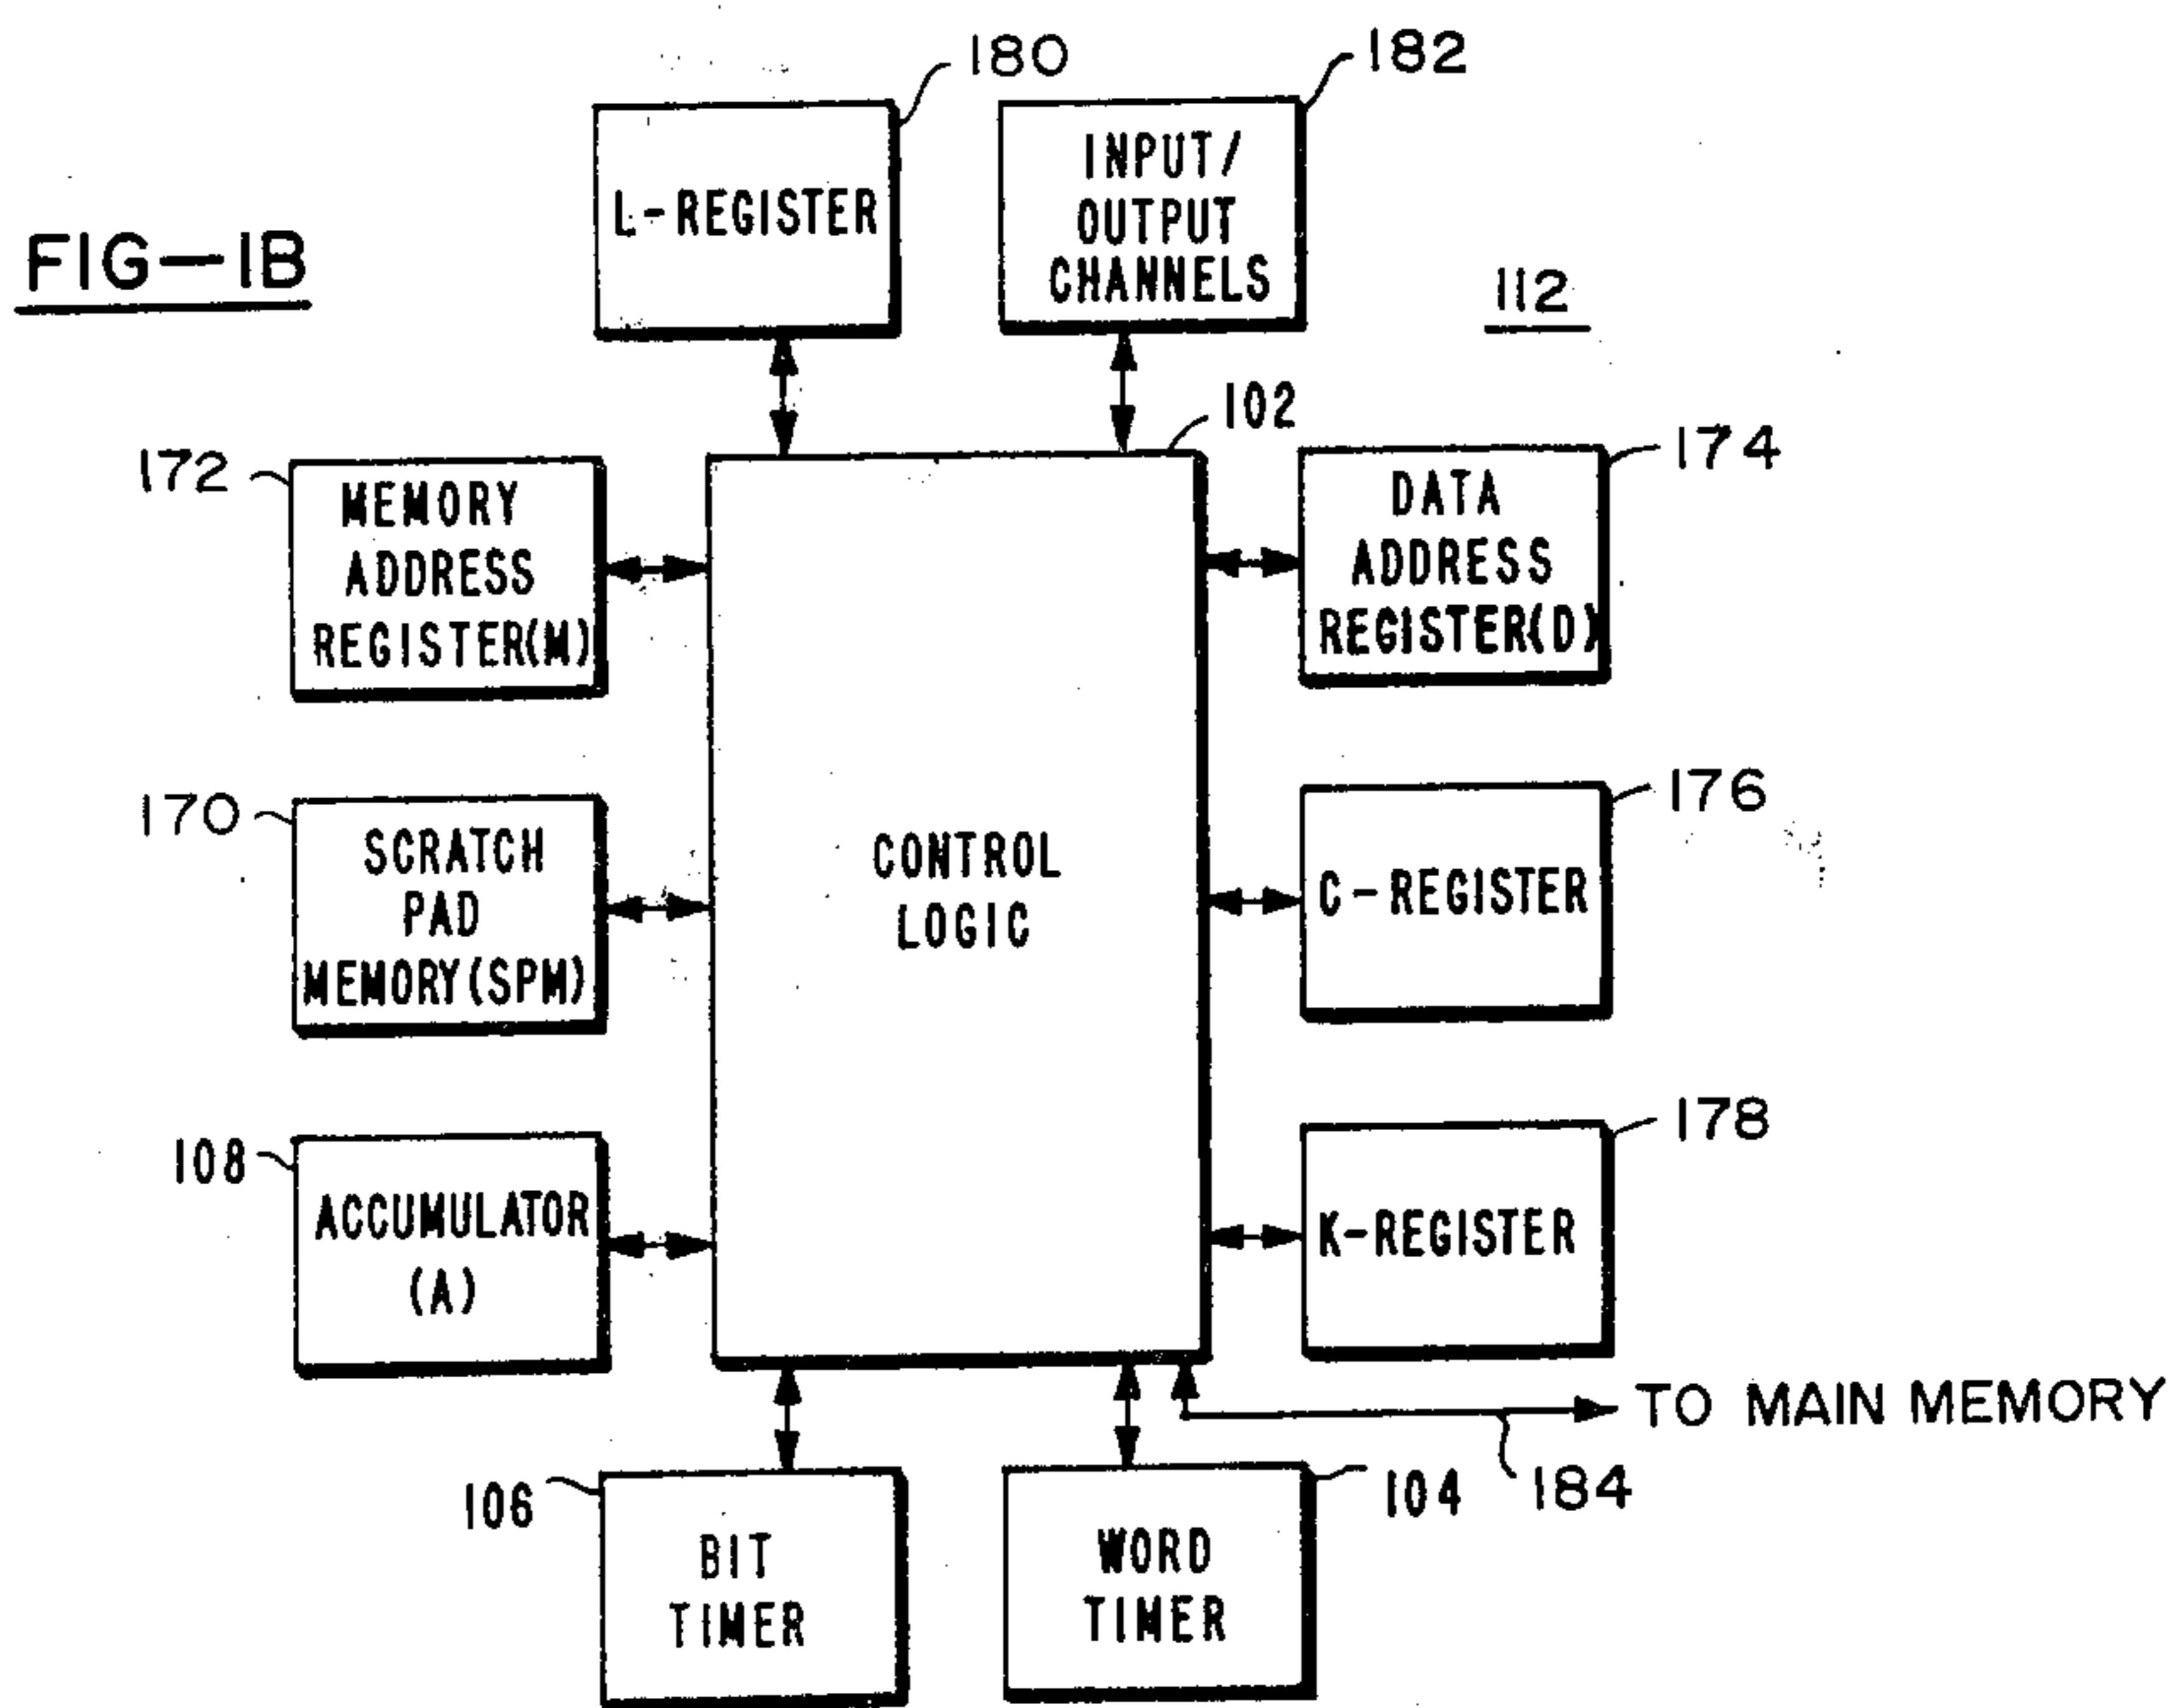 180
182
L-REGISTER
INPUT/
OUTPUT
CHANNELS
FIG-1B
112
102
172
MEMORY
ADDRESS
REGISTER(M)
174
DATA
ADDRESS
REGISTER(D)
170
SCRATCH
PAD
MEMORY(SPM)
CONTROL
LOGIC
176
C-REGISTER
108
ACCUMULATOR
(A)
178
K-REGISTER
TO MAIN MEMORY
184
106
BIT
TIMER
104
WORD
TIMER